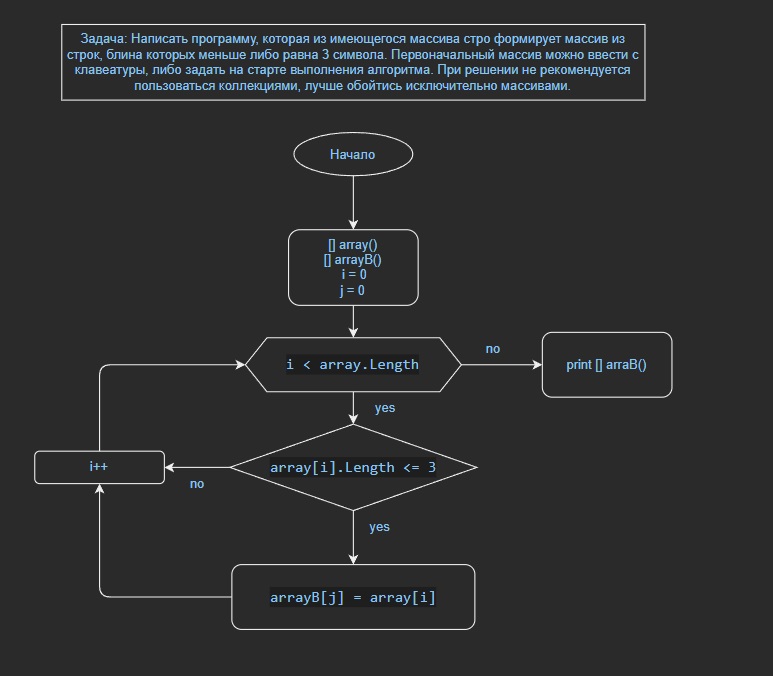 Задача: Написать программу, которая из имеющегося массива стро формирует массив из
строк, блина которых меньше либо равна 3 символа. Первоначальный массив можно ввести с
клавеатуры, либо задать на старте выполнения алгоритма. При решении не рекомендуется
пользоваться коллекциями, лучше обойтись исключительно массивами.
Начало
[] array()
[] arrayB()
i = 0
j = 0
i < array.Length
no
print [] arraB()
yes
array[i].Length <= 3
i++
no
yes
arrayB[j] = array[i]